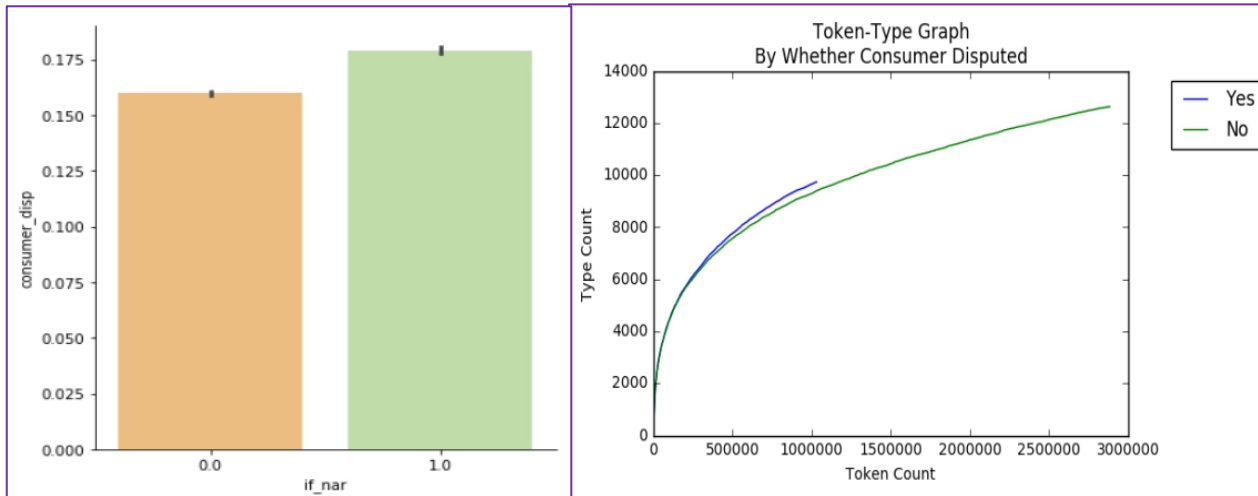 0.175
0.150
0.125
0.100
0.075
0.050
0.025
0.000
consumer_disp
0.0 1.0
if_nar
Token-Type Graph
By Whether Consumer Disputed
14000
12000
10000
8000
6000
4000
2000
0
Type Count
0 500000 1000000 1500000 2000000 2500000 3000000
Token Count
Yes
No